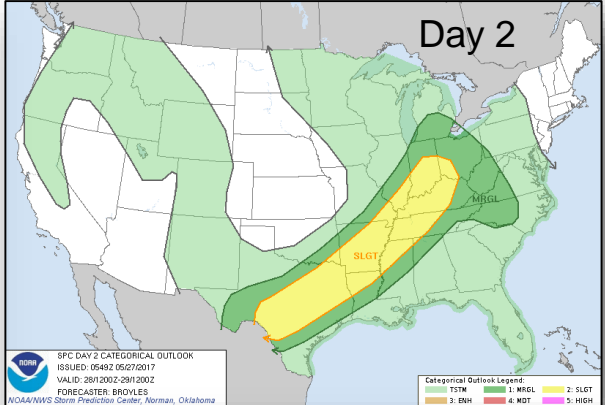 Day 2
MRGL
SLGT
NOAA
SPC DAY 2 CATEGORICAL OUTLOOK
ISSUED: 0549Z 05/27/2017
VALID: 28/1200Z-29/1200Z
FORECASTER: BROYLES
NOAA/NWS Storm Prediction Center, Norman, Oklahoma
Categorical Outlook Legend:
TSTM 1: MRGL 2: SLGT
3: ENH 4: MDT 5: HIGH